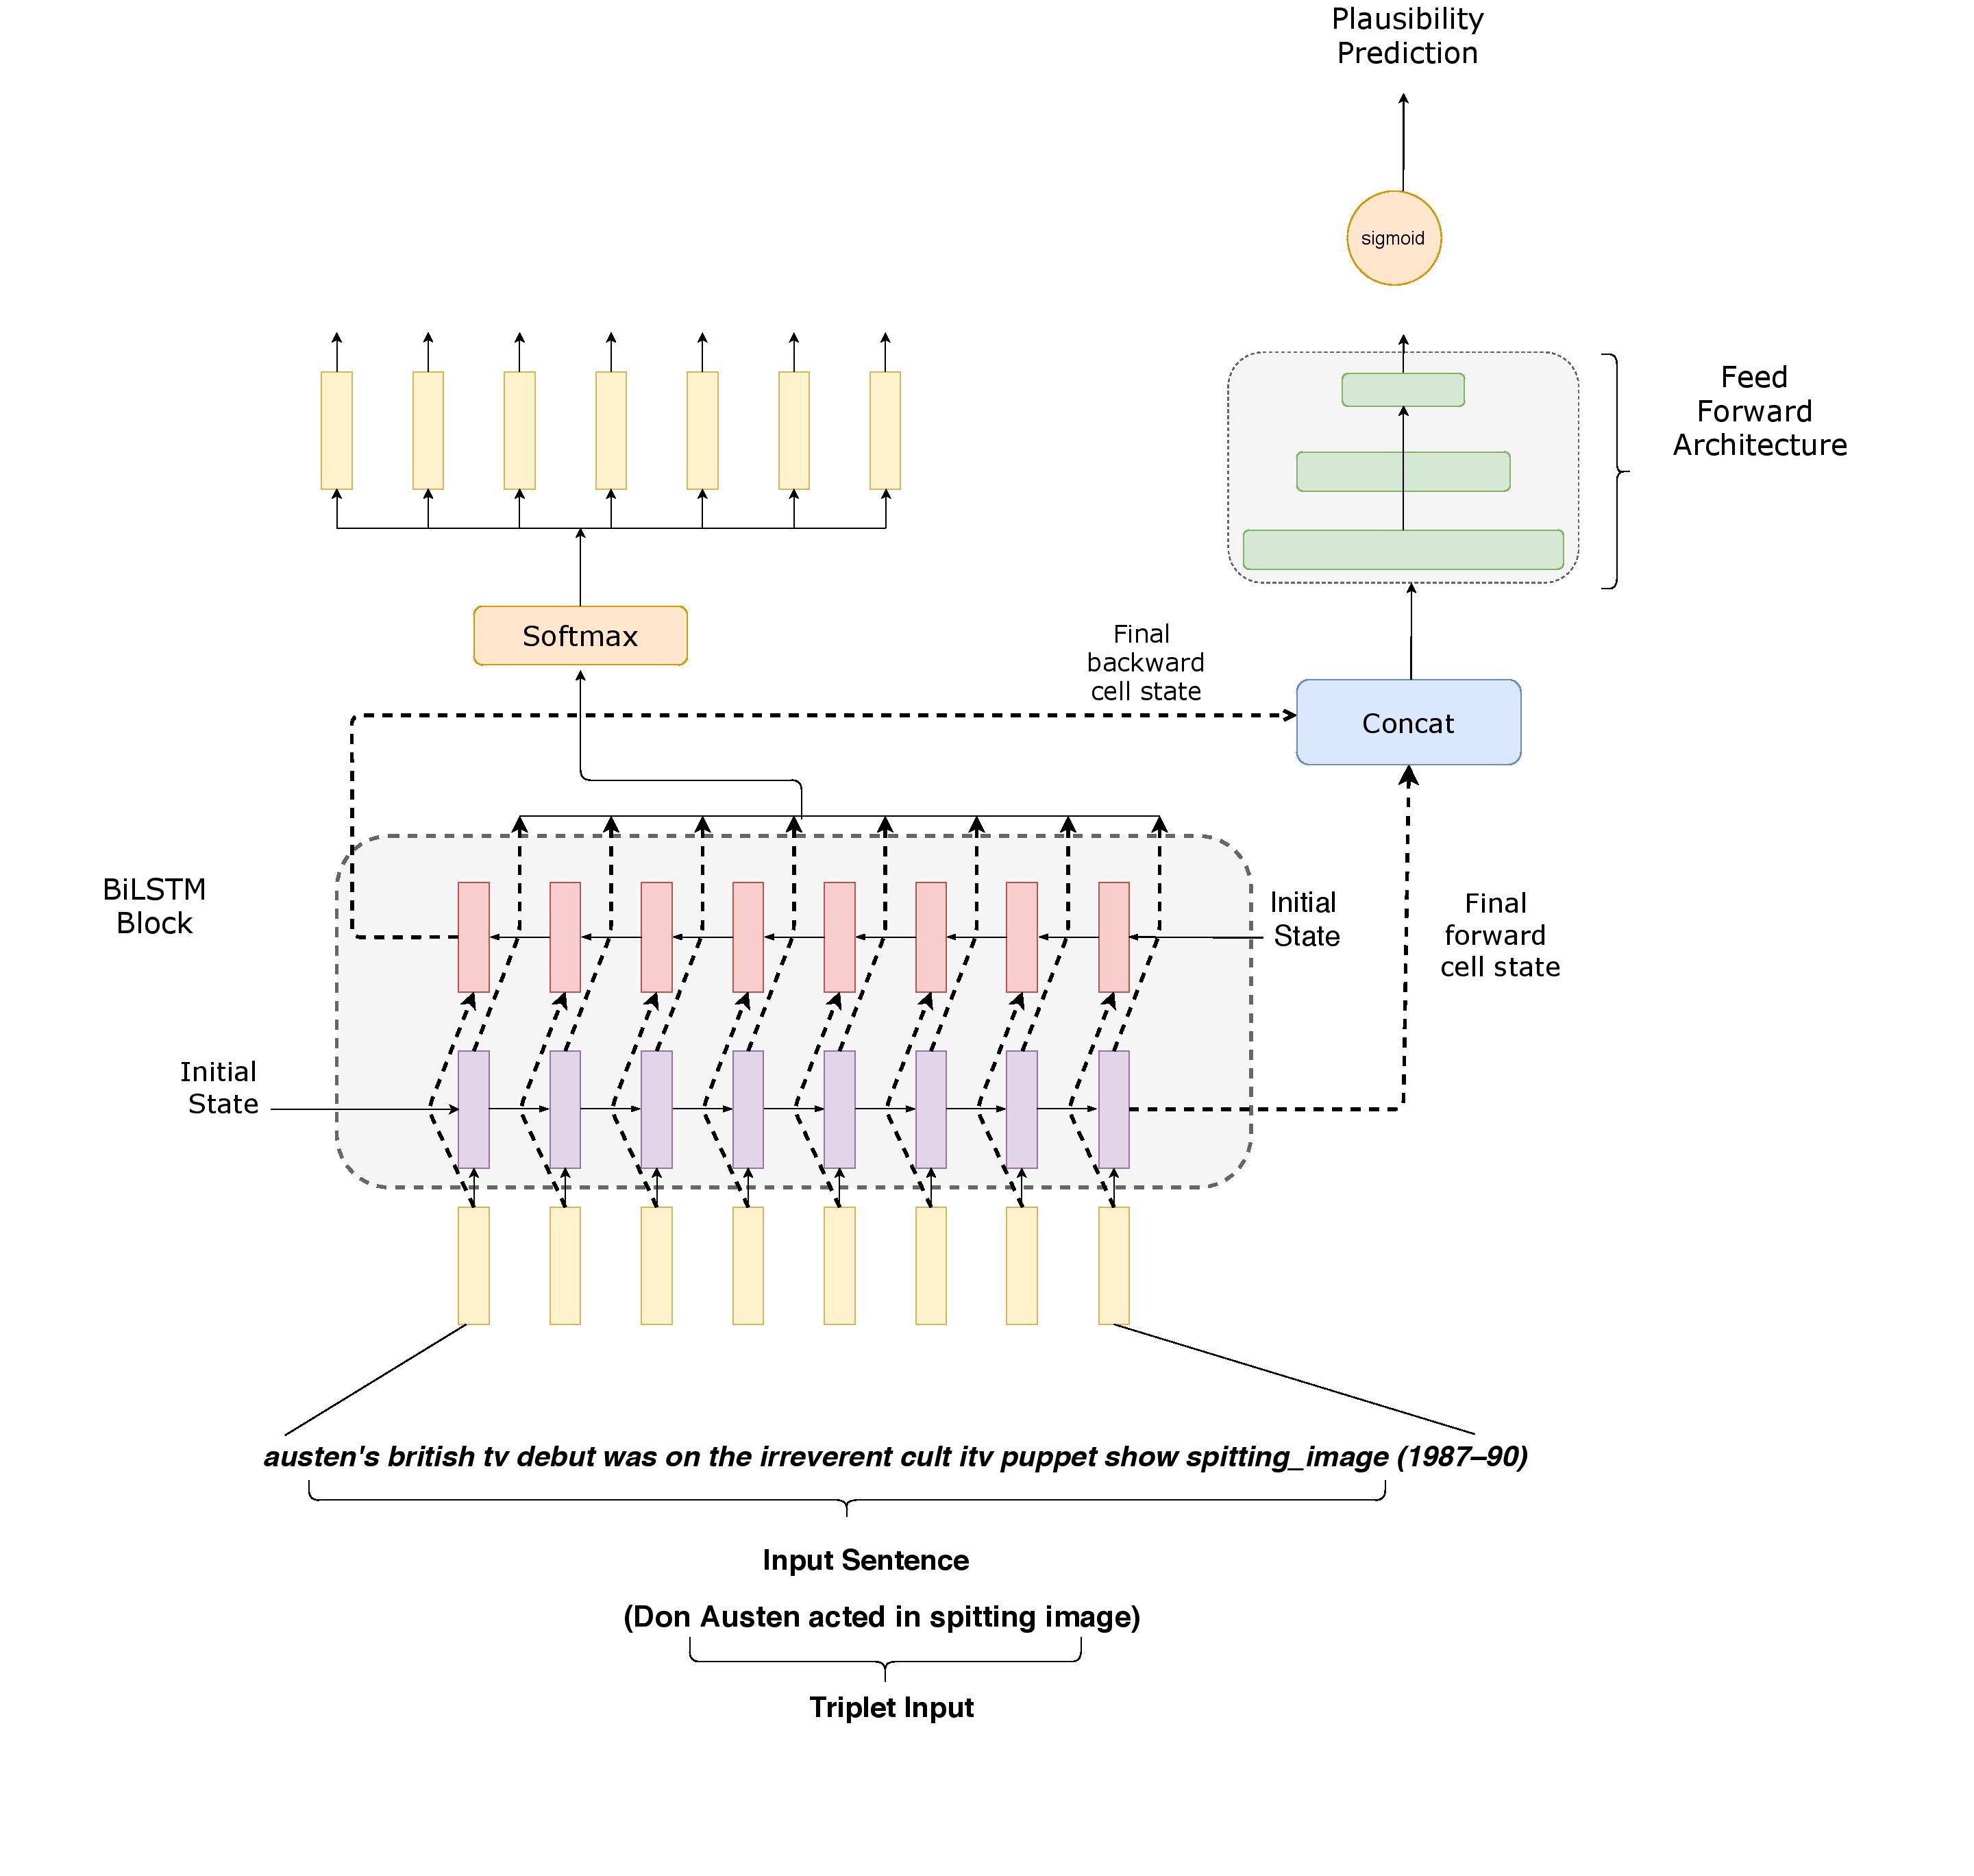 Plausibility
Prediction
sigmoid
Feed
Forward
Architecture
Softmax
Final
backward
cell state
Concat
BiLSTM
Block
Initial
State
Final
forward
cell state
Initial
State
austen's british tv debut was on the irreverent cult itv puppet show spitting_image (1987–90)
Input Sentence
(Don Austen acted in spitting image)
Triplet Input